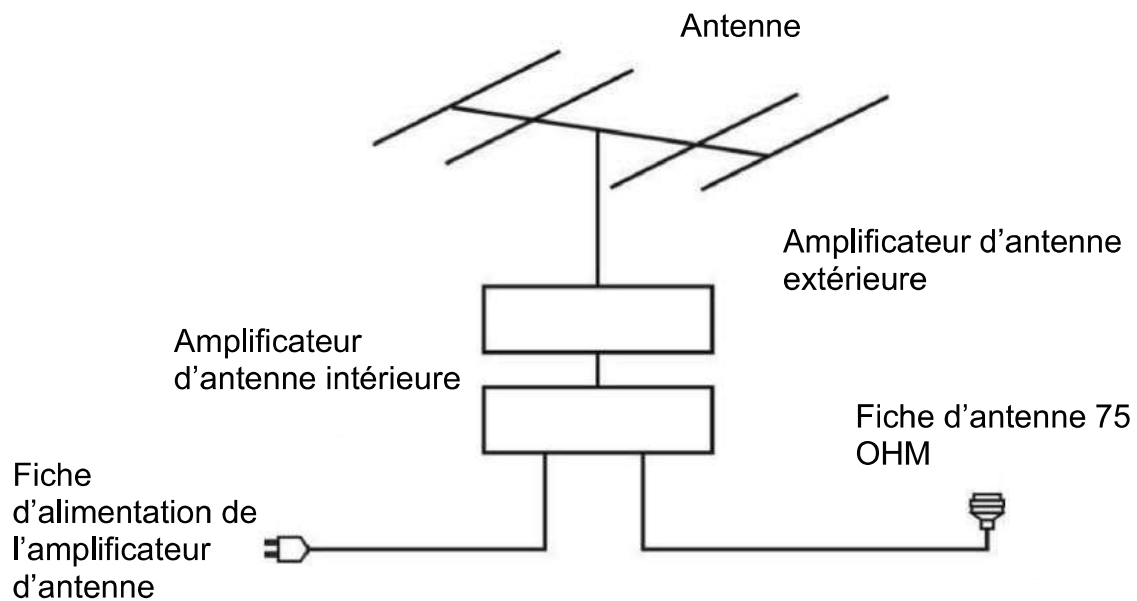 Antenne
Amplificateur d’antenne
extérieure
Amplificateur
d’antenne intérieure
Fiche d’antenne 75
OHM
Fiche
d’alimentation de
l’amplificateur
d’antenne